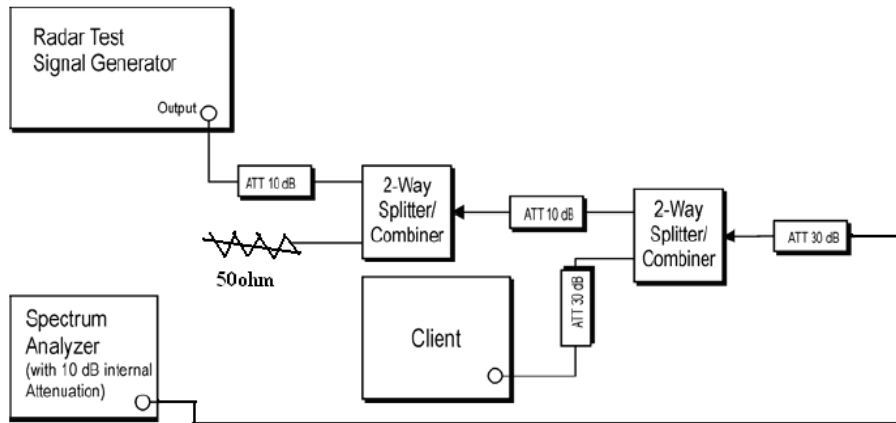 Radar Test
Signal Generator
Output
ATT 10 dB
2-Way
Splitter/
Combiner
ATT 10 dB
2-Way
Splitter/
Combiner
ATT 30 dB
50ohm
ATT 30 dB
Client
Spectrum
Analyzer
(with 10 dB internal
Attenuation)